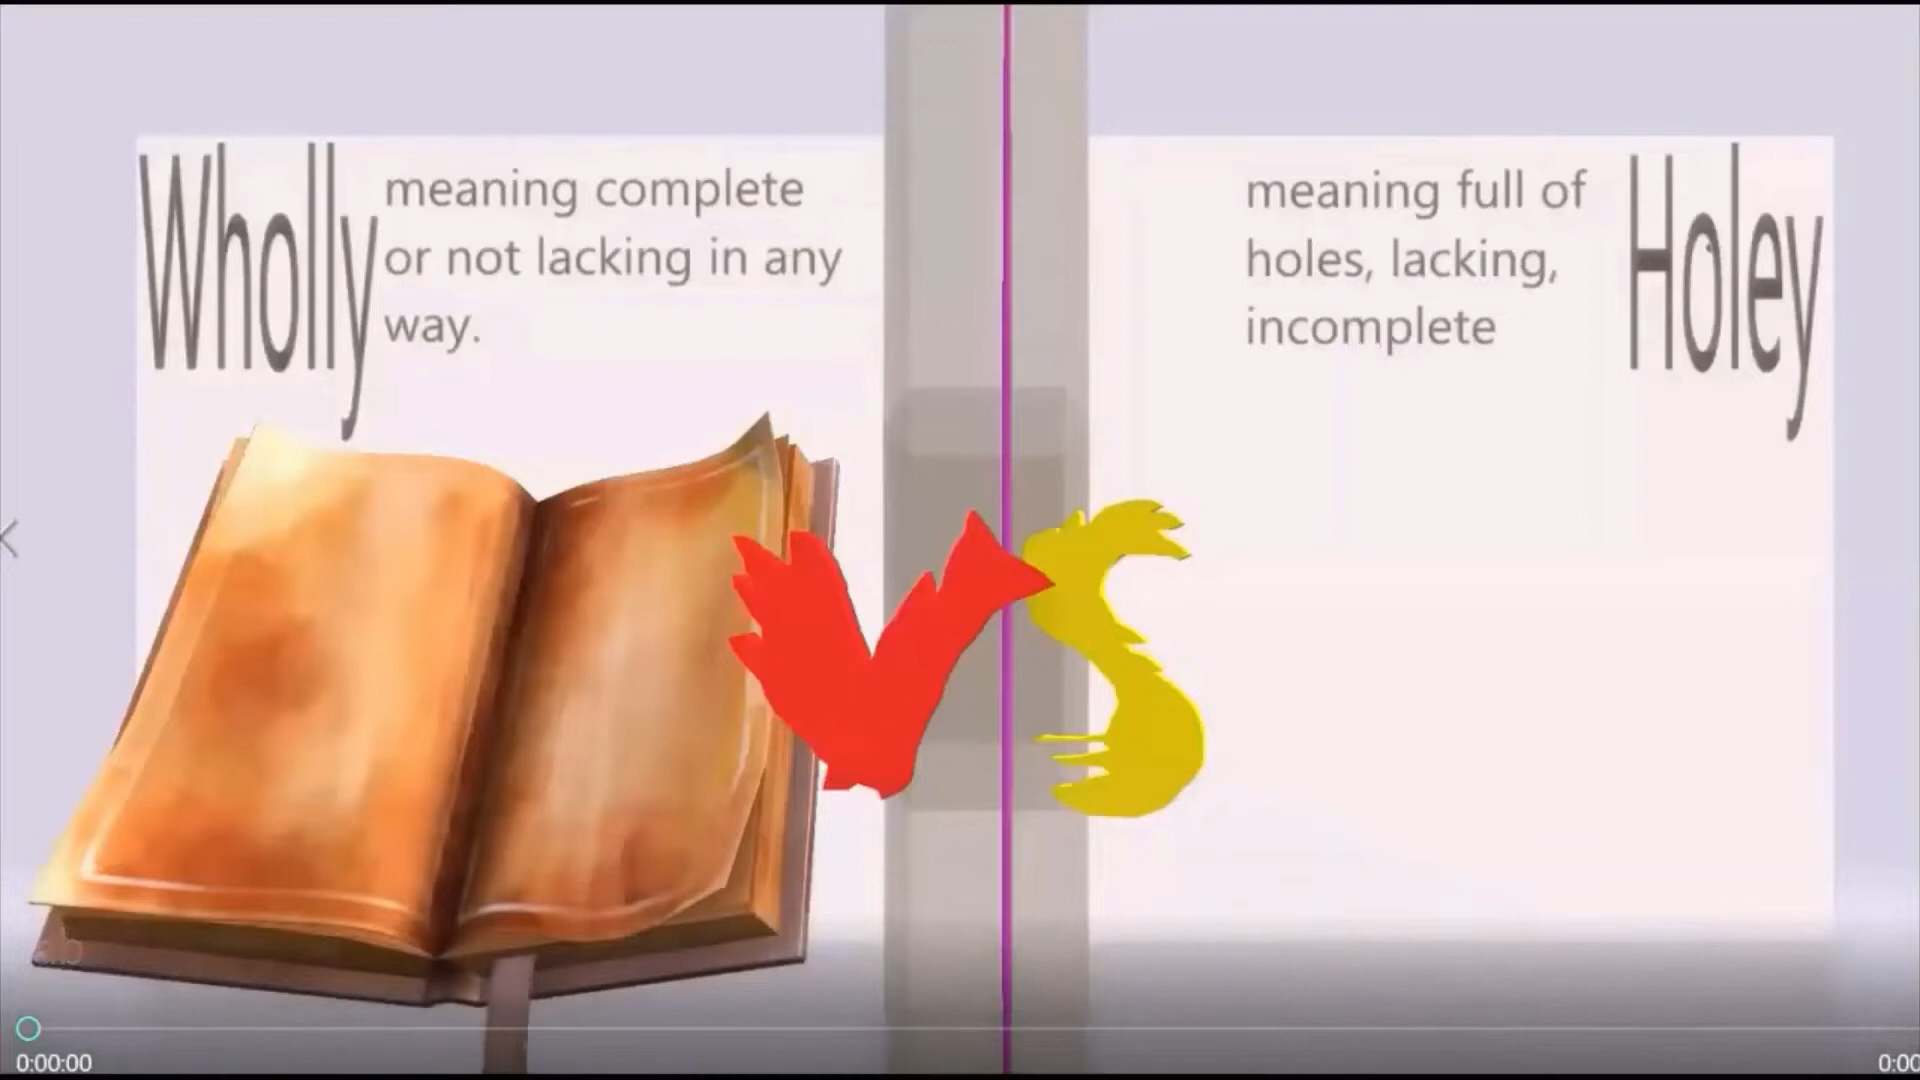 Wholly
meaning complete
or not lacking in any
way.
meaning full of
holes, lacking,
incomplete
Holey
VS
0:00:00
0:00